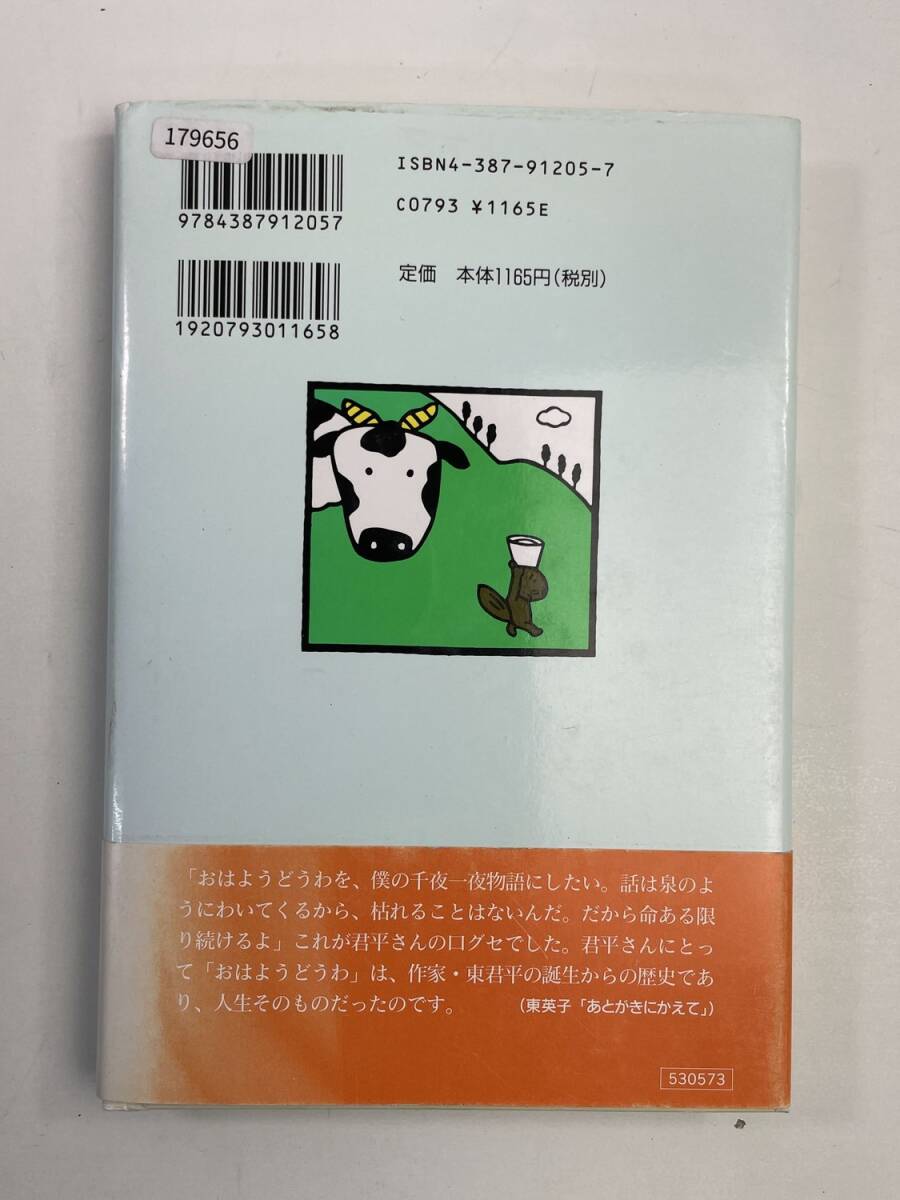 179656
9784387912057
ISBN4-387-91205-7
C0793 ¥1165E
1920793011658
定価 本体1165円(税別)
「おはようどうわを、僕の千夜一夜物語にしたい。話は泉のよ
うにわいてくるから、枯れることはないんだ。だから命ある限
り続けるよ」これが君平さんの口グセでした。君平さんにとっ
て「おはようどうわ」は、作家・東君平の誕生からの歴史であ
り、人生そのものだったのです。 (東英子「あとがきにかえて」)
530573